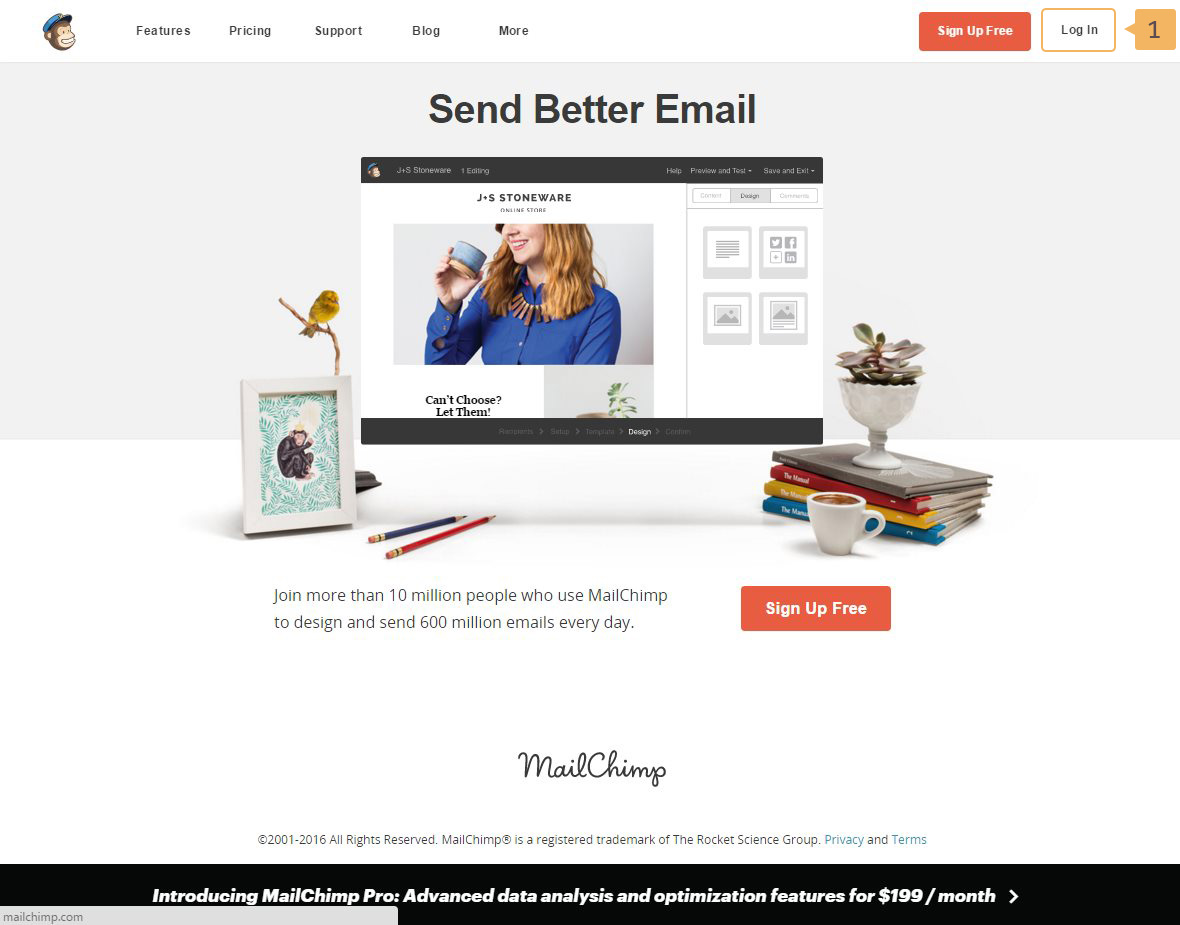 Features Pricing Support Blog More Sign Up Free Log In 1
Send Better Email
J+S Stoneware 1 Editing Help Preview and Test Save and Exit
Content Design Comments
J+S STONEWARE
ONLINE STORE
Can't Choose?
Let Them!
Recipients Setup Template Design Confirm
The Manual
The Manual
The Manual
Join more than 10 million people who use MailChimp
to design and send 600 million emails every day.
Sign Up Free
MailChimp
©2001-2016 All Rights Reserved. MailChimp® is a registered trademark of The Rocket Science Group. Privacy and Terms
Introducing MailChimp Pro: Advanced data analysis and optimization features for $199 / month
mailchimp.com